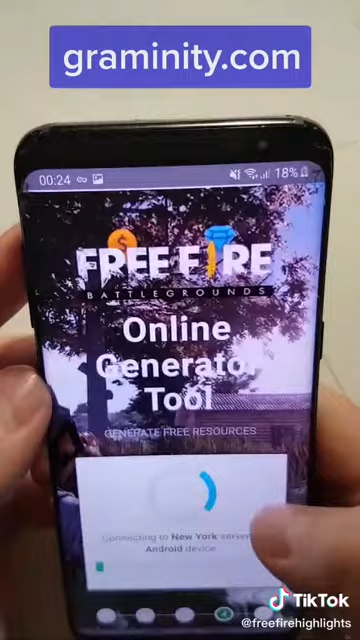 graminity.com
00:24
18%
FREE FIRE
BATTLEGROUNDS
Online
Generator
Tool
GENERATE FREE RESOURCES
Connecting to New York server
Android device
TikTok
@freefirehighlights